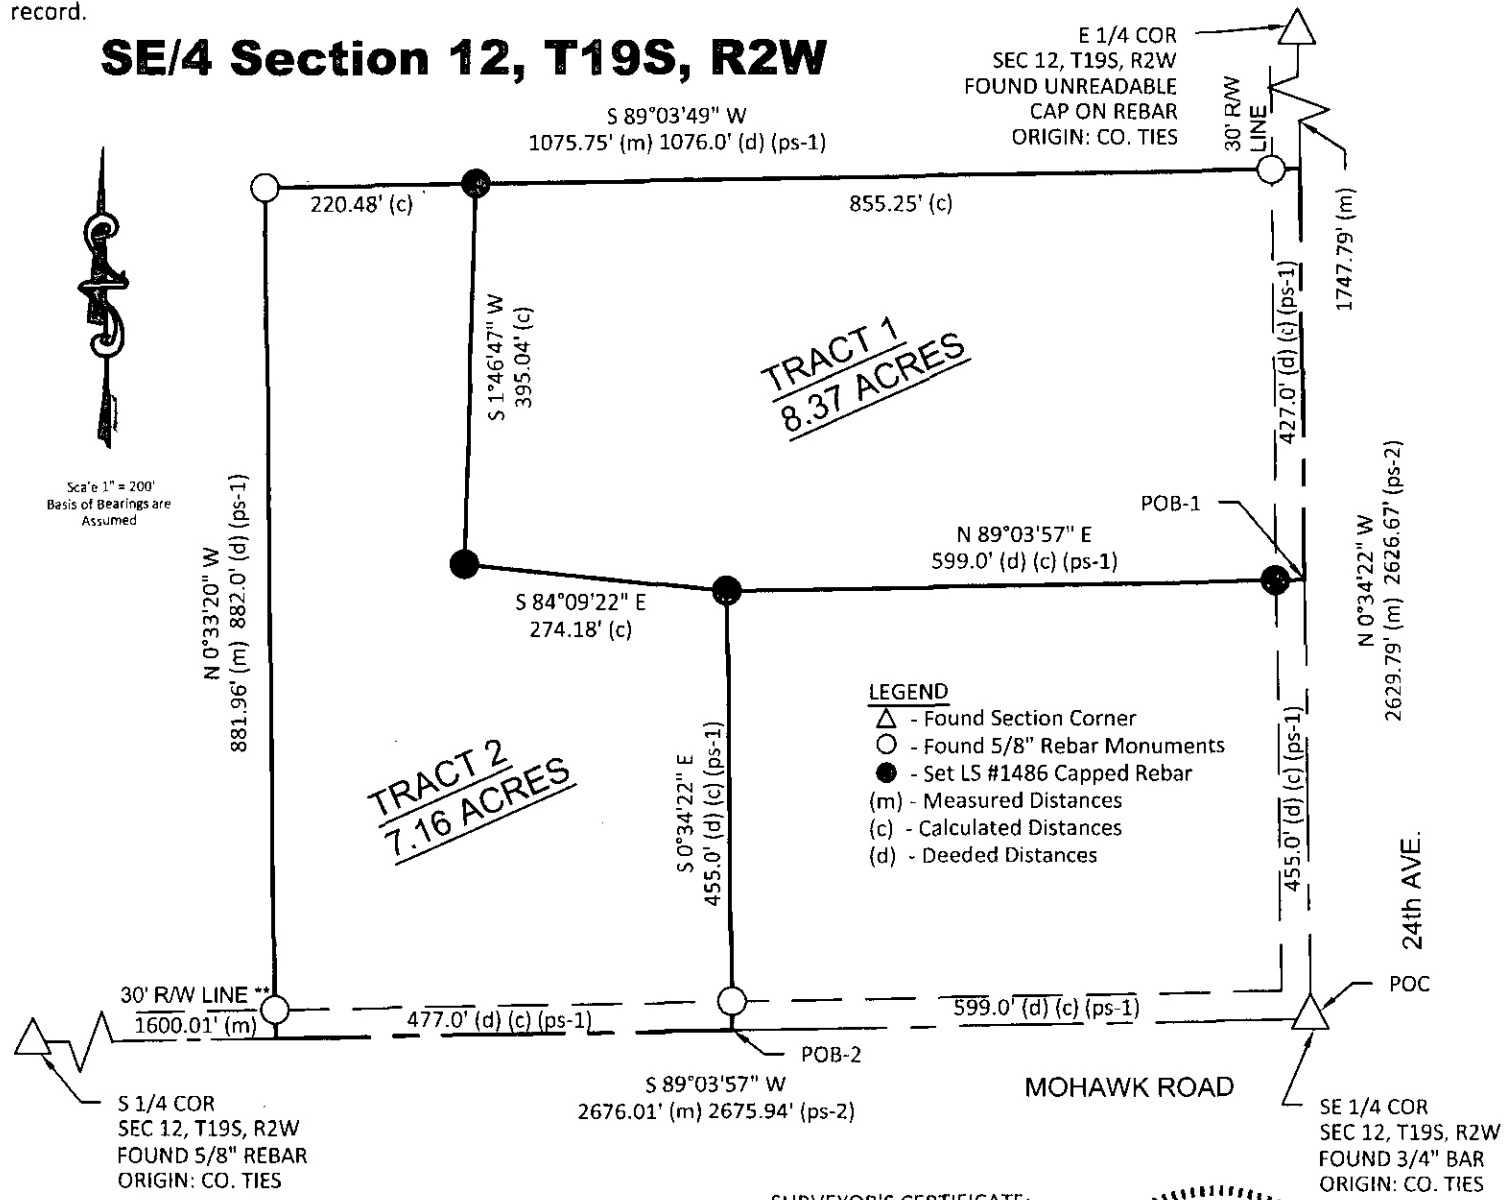 record.
SE/4 Section 12, T19S, R2W
E 1/4 COR
SEC 12, T19S, R2W
FOUND UNREADABLE
CAP ON REBAR
ORIGIN: CO. TIES
30' R/W
LINE
S 89°03'49" W
1075.75' (m) 1076.0' (d) (ps-1)
220.48' (c)
855.25' (c)
1747.79' (m)
S 1°46'47" W
395.04' (c)
TRACT 1
8.37 ACRES
427.0' (d) (c) (ps-1)
Sca'e 1" = 200'
Basis of Bearings are
Assumed
N 0°33'20" W
881.96' (m) 882.0' (d) (ps-1)
POB-1
N 89°03'57" E
599.0' (d) (c) (ps-1)
N 0°34'22" W
2629.79' (m) 2626.67' (ps-2)
S 84°09'22" E
274.18' (c)
LEGEND
- Found Section Corner
- Found 5/8" Rebar Monuments
- Set LS #1486 Capped Rebar
(m) - Measured Distances
(c) - Calculated Distances
(d) - Deeded Distances
TRACT 2
7.16 ACRES
S 0°34'22" E
455.0' (d) (c) (ps-1)
455.0' (d) (c) (ps-1)
24th AVE.
30' R/W LINE **
1600.01' (m)
477.0' (d) (c) (ps-1)
599.0' (d) (c) (ps-1)
POC
POB-2
S 89°03'57" W
2676.01' (m) 2675.94' (ps-2)
MOHAWK ROAD
S 1/4 COR
SEC 12, T19S, R2W
FOUND 5/8" REBAR
ORIGIN: CO. TIES
SE 1/4 COR
SEC 12, T19S, R2W
FOUND 3/4" BAR
ORIGIN: CO. TIES
SURVEYOR'S CERTIFICATE: